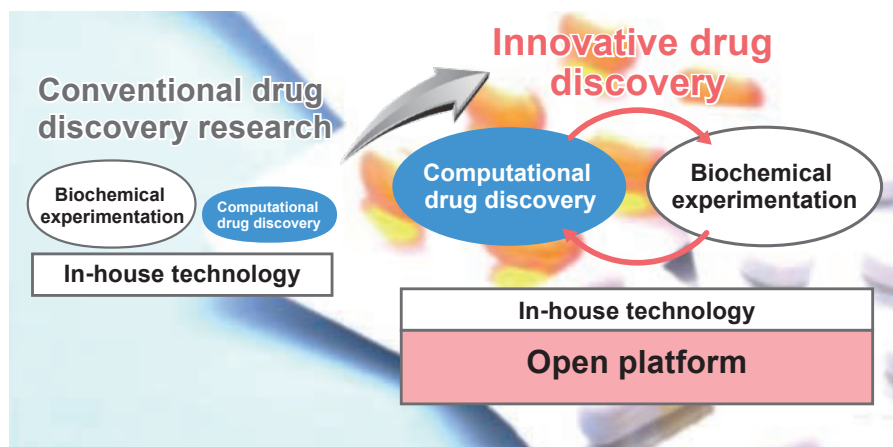 Conventional drug
discovery research
Biochemical
experimentation
Computational
drug discovery
In-house technology
Innovative drug
discovery
Computational
drug discovery
Biochemical
experimentation
In-house technology
Open platform